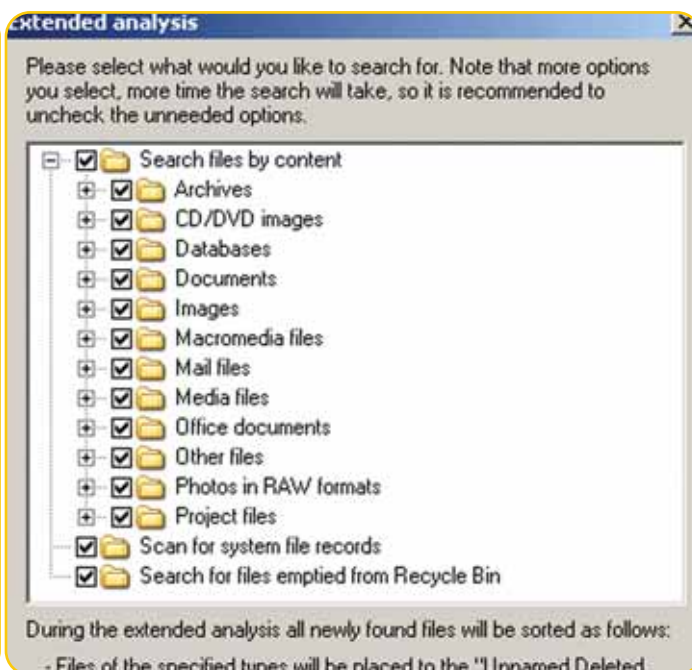 Extended analysis
Please select what would you like to search for. Note that more options
you select, more time the search will take, so it is recommended to
uncheck the unneeded options.
Search files by content
Archives
CD/DVD images
Databases
Documents
Images
Macromedia files
Mail files
Media files
Office documents
Other files
Photos in RAW formats
Project files
Scan for system file records
Search for files emptied from Recycle Bin
During the extended analysis all newly found files will be sorted as follows:
- Files of the specified types will be placed to the "Unnamed Deleted